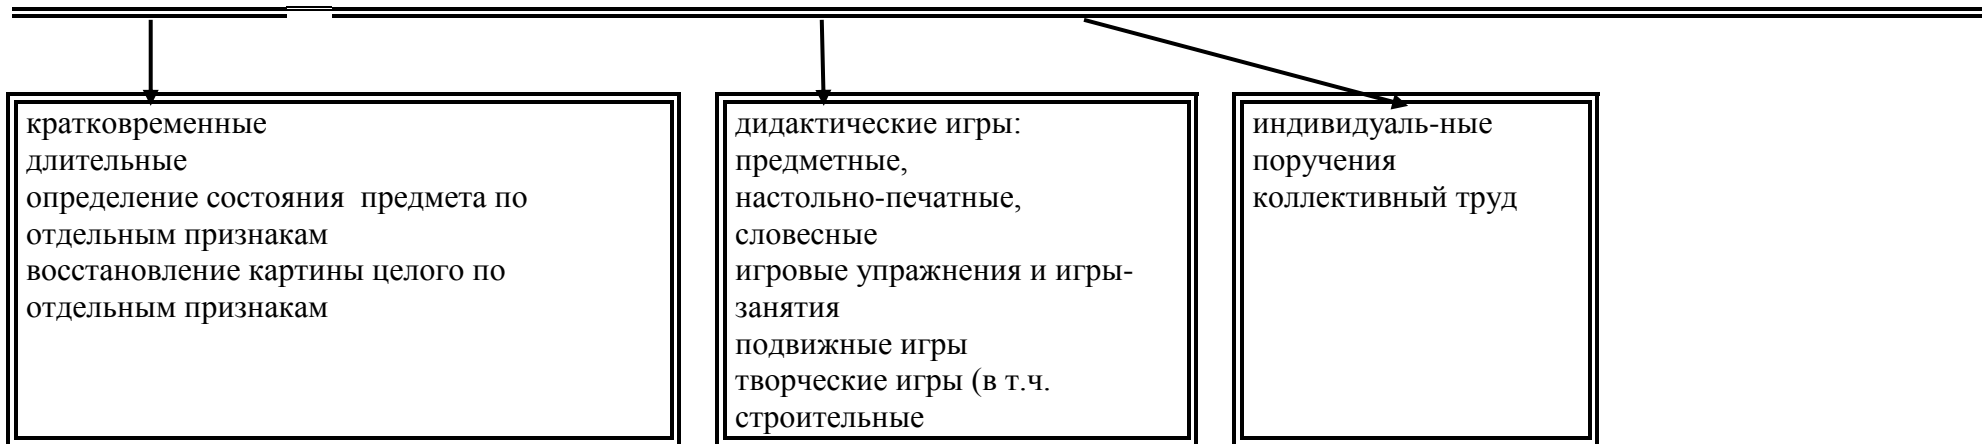 кратковременные
длительные
определение состояния  предмета по
отдельным признакам
восстановление картины целого по
отдельным признакам
дидактические игры:
предметные,
настольно-печатные,
словесные
игровые упражнения и игры-
занятия
подвижные игры
творческие игры (в т.ч.
строительные
индивидуаль-ные
поручения
коллективный труд